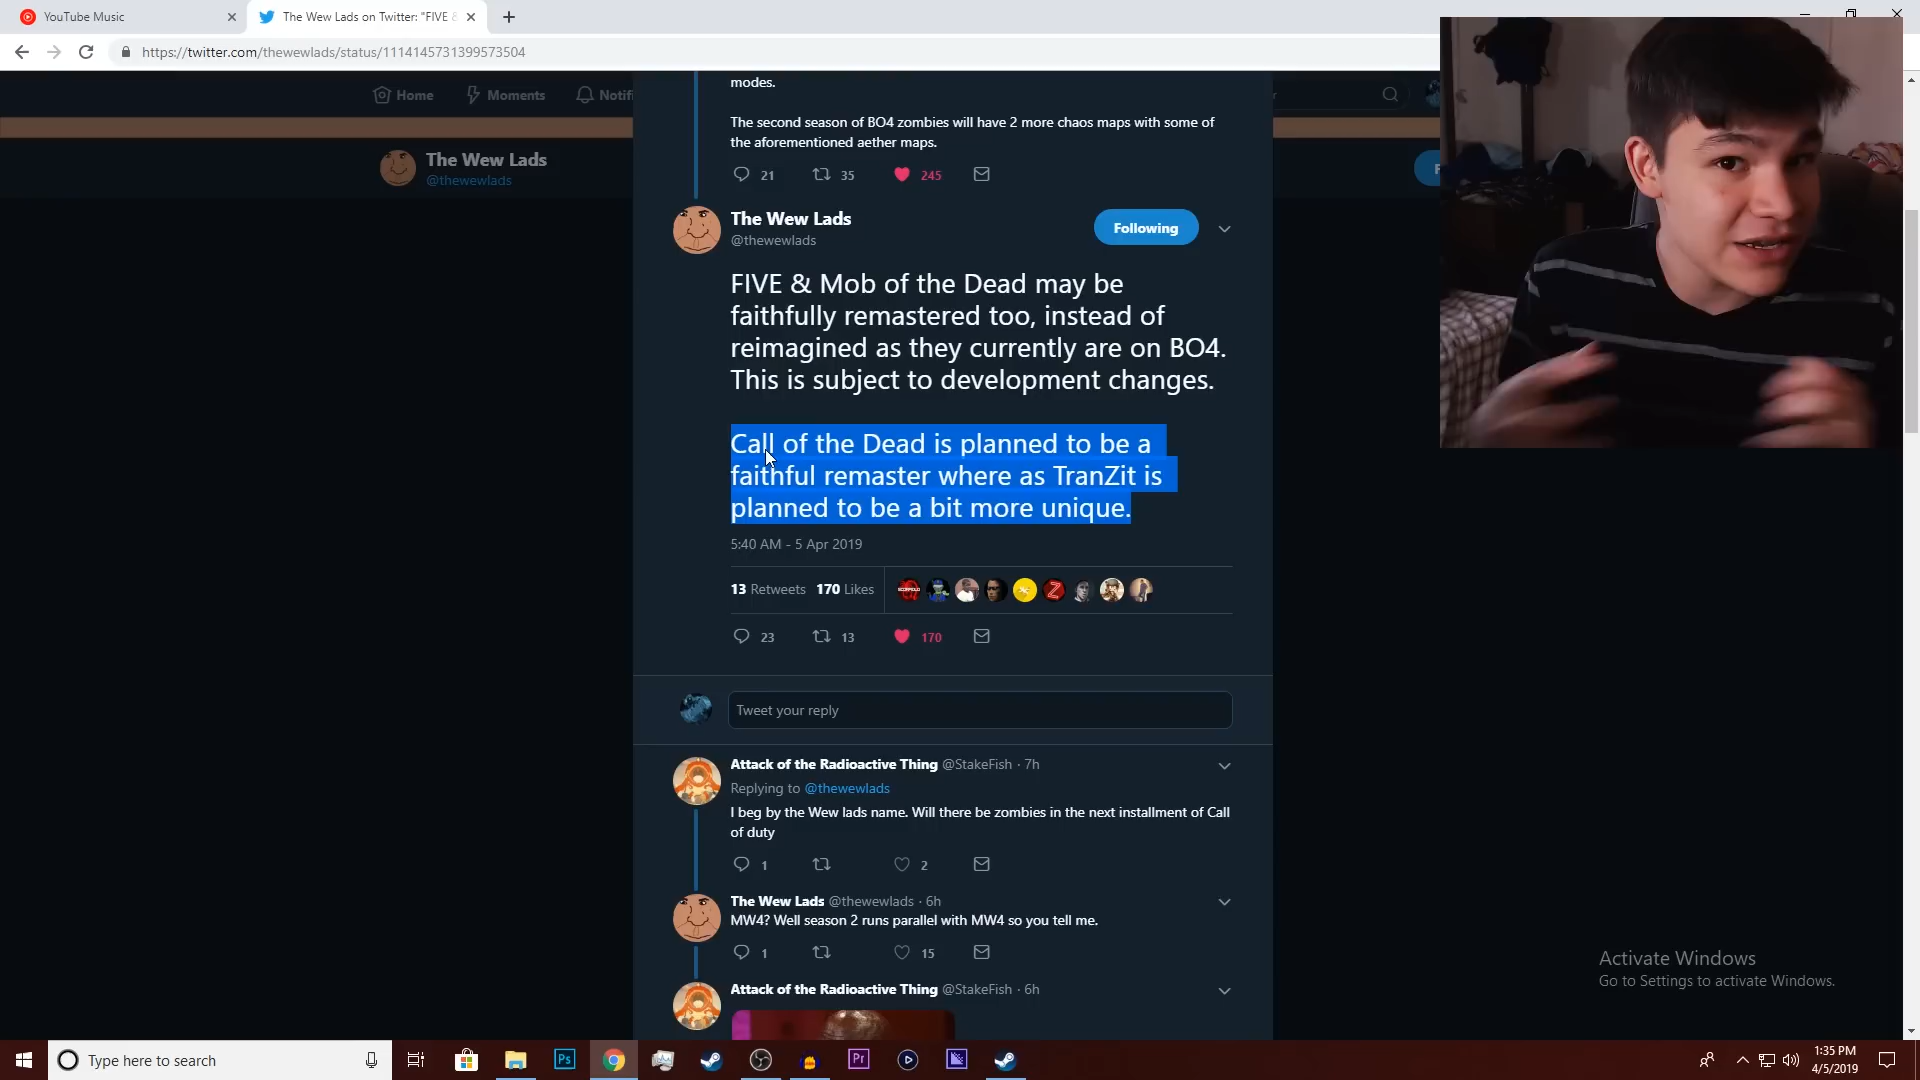 YouTube Music
The Wew Lads on Twitter: "FIVE &
https://twitter.com/thewewlads/status/1114145731399573504
Home
Moments
Notifi
The Wew Lads
@thewewlads
modes.
The second season of BO4 zombies will have 2 more chaos maps with some of
the aforementioned aether maps.
21 35 245
The Wew Lads
@thewewlads
Following
FIVE & Mob of the Dead may be
faithfully remastered too, instead of
reimagined as they currently are on BO4.
This is subject to development changes.
Call of the Dead is planned to be a
faithful remaster where as TranZit is
planned to be a bit more unique.
5:40 AM - 5 Apr 2019
13 Retweets 170 Likes
23 13 170
Tweet your reply
Attack of the Radioactive Thing @StakeFish · 7h
Replying to @thewewlads
I beg by the Wew lads name. Will there be zombies in the next installment of Call
of duty
1 2
The Wew Lads @thewewlads · 6h
MW4? Well season 2 runs parallel with MW4 so you tell me.
1 15
Attack of the Radioactive Thing @StakeFish · 6h
Activate Windows
Go to Settings to activate Windows.
Type here to search
Ps
Pr
1:35 PM
4/5/2019